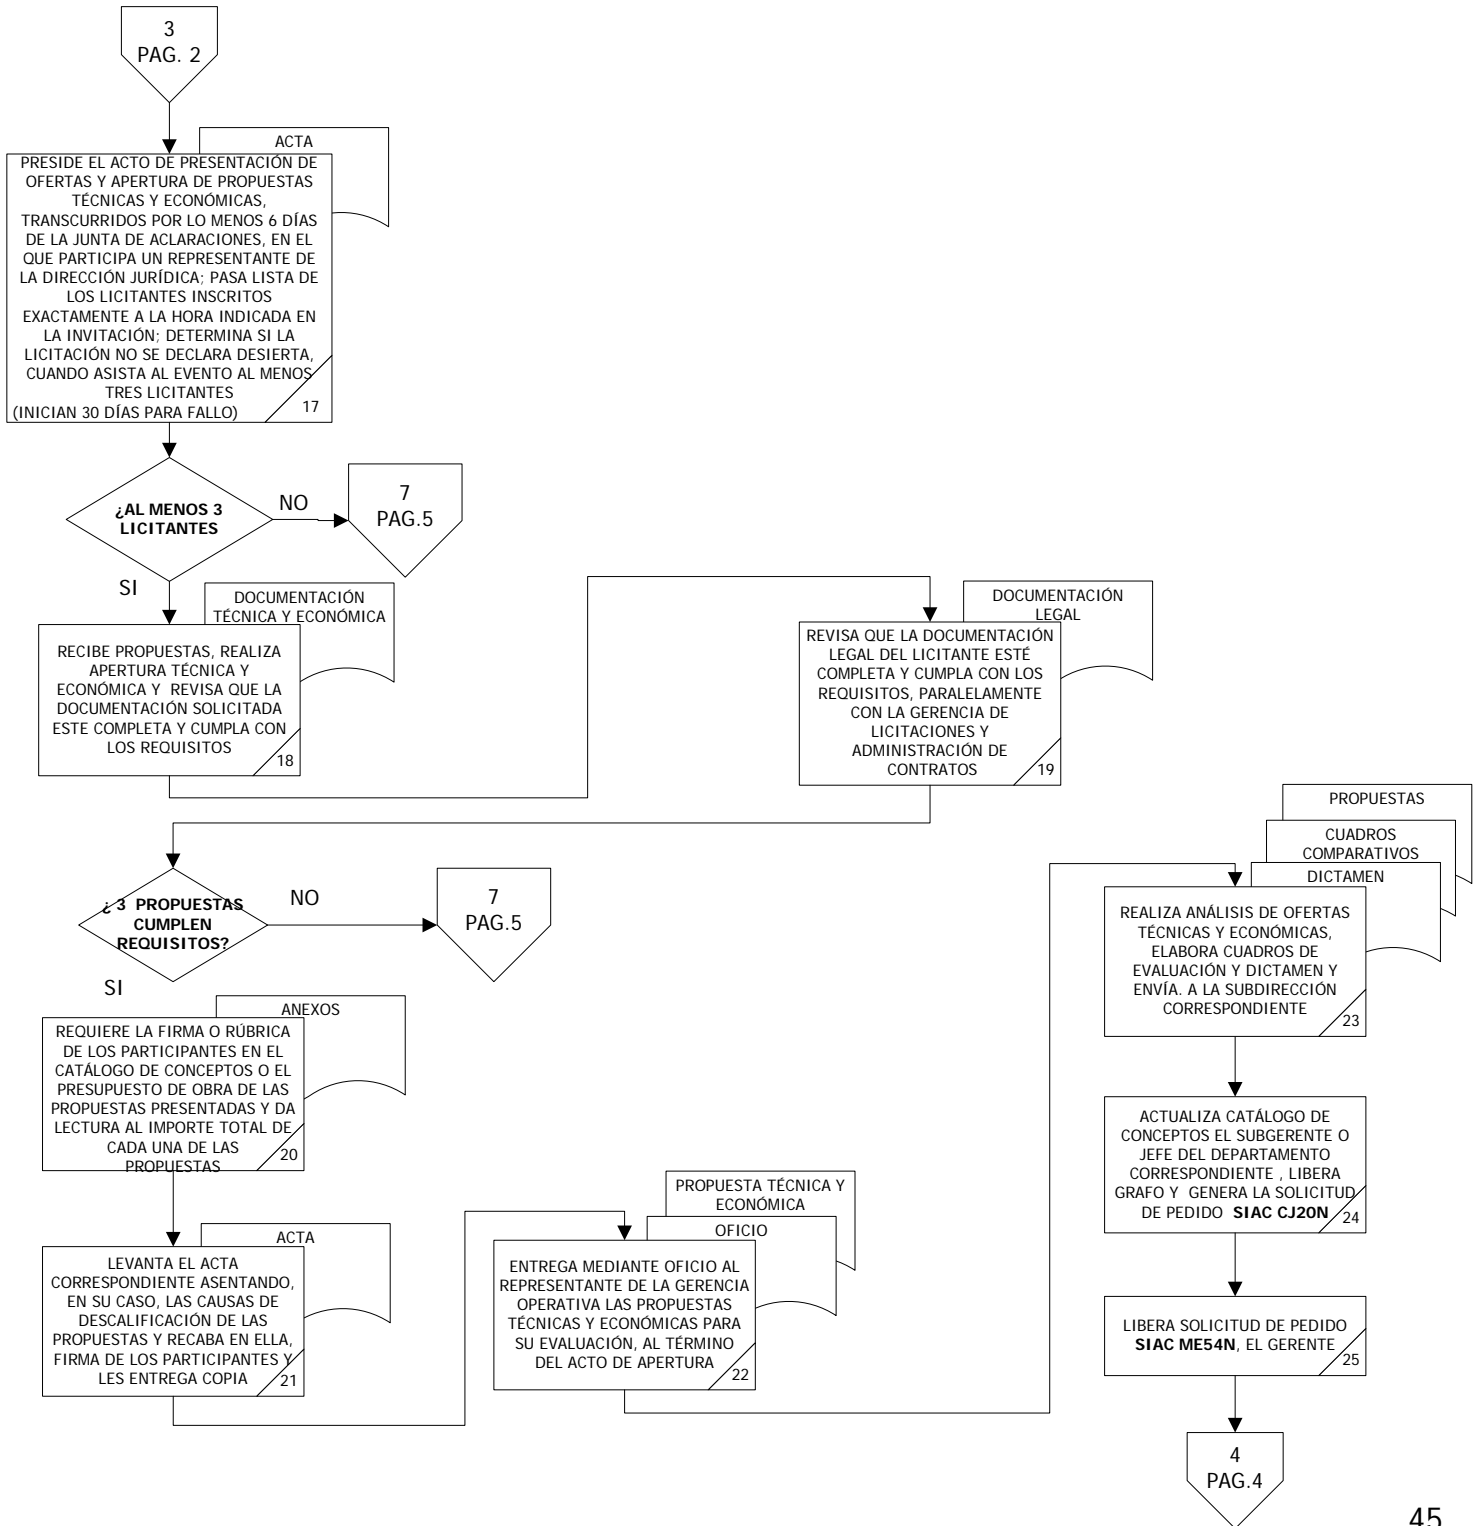 3
PAG. 2
ACTA
PRESIDE EL ACTO DE PRESENTACIÓN DE
OFERTAS Y APERTURA DE PROPUESTAS
TÉCNICAS Y ECONÓMICAS,
TRANSCURRIDOS POR LO MENOS 6 DÍAS
DE LA JUNTA DE ACLARACIONES, EN EL
QUE PARTICIPA UN REPRESENTANTE DE
LA DIRECCIÓN JURÍDICA; PASA LISTA DE
LOS LICITANTES INSCRITOS
EXACTAMENTE A LA HORA INDICADA EN
LA INVITACIÓN; DETERMINA SI LA
LICITACIÓN NO SE DECLARA DESIERTA,
CUANDO ASISTA AL EVENTO AL MENOS
TRES LICITANTES
(INICIAN 30 DÍAS PARA FALLO)
17
¿AL MENOS 3
LICITANTES
NO
7
PAG.5
SI
DOCUMENTACIÓN
TÉCNICA Y ECONÓMICA
RECIBE PROPUESTAS, REALIZA
APERTURA TÉCNICA Y
ECONÓMICA Y REVISA QUE LA
DOCUMENTACIÓN SOLICITADA
ESTE COMPLETA Y CUMPLA CON
LOS REQUISITOS
18
DOCUMENTACIÓN
LEGAL
REVISA QUE LA DOCUMENTACIÓN
LEGAL DEL LICITANTE ESTÉ
COMPLETA Y CUMPLA CON LOS
REQUISITOS, PARALELAMENTE
CON LA GERENCIA DE
LICITACIONES Y
ADMINISTRACIÓN DE
CONTRATOS
19
¿ 3 PROPUESTAS
CUMPLEN
REQUISITOS?
NO
7
PAG.5
SI
ANEXOS
REQUIERE LA FIRMA O RÚBRICA
DE LOS PARTICIPANTES EN EL
CATÁLOGO DE CONCEPTOS O EL
PRESUPUESTO DE OBRA DE LAS
PROPUESTAS PRESENTADAS Y DA
LECTURA AL IMPORTE TOTAL DE
CADA UNA DE LAS
PROPUESTAS
20
ACTA
LEVANTA EL ACTA
CORRESPONDIENTE ASENTANDO,
EN SU CASO, LAS CAUSAS DE
DESCALIFICACIÓN DE LAS
PROPUESTAS Y RECABA EN ELLA,
FIRMA DE LOS PARTICIPANTES Y
LES ENTREGA COPIA
21
PROPUESTA TÉCNICA Y
ECONÓMICA
OFICIO
ENTREGA MEDIANTE OFICIO AL
REPRESENTANTE DE LA GERENCIA
OPERATIVA LAS PROPUESTAS
TÉCNICAS Y ECONÓMICAS PARA
SU EVALUACIÓN, AL TÉRMINO
DEL ACTO DE APERTURA
22
PROPUESTAS
CUADROS
COMPARATIVOS
DICTAMEN
REALIZA ANÁLISIS DE OFERTAS
TÉCNICAS Y ECONÓMICAS,
ELABORA CUADROS DE
EVALUACIÓN Y DICTAMEN Y
ENVÍA. A LA SUBDIRECCIÓN
CORRESPONDIENTE
23
ACTUALIZA CATÁLOGO DE
CONCEPTOS EL SUBGERENTE O
JEFE DEL DEPARTAMENTO
CORRESPONDIENTE , LIBERA
GRAFO Y GENERA LA SOLICITUD
DE PEDIDO SIAC CJ20N
24
LIBERA SOLICITUD DE PEDIDO
SIAC ME54N, EL GERENTE
25
4
PAG.4
45